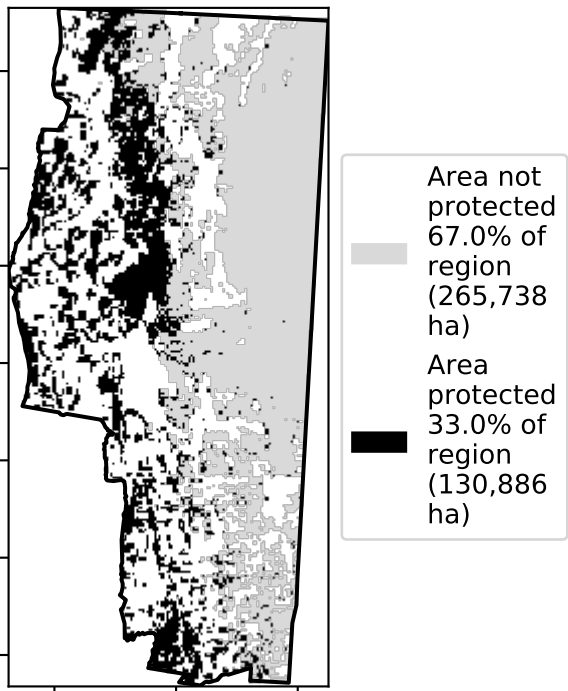 Area not
protected
67.0% of
region
(265,738
ha)
Area
protected
33.0% of
region
(130,886
ha)